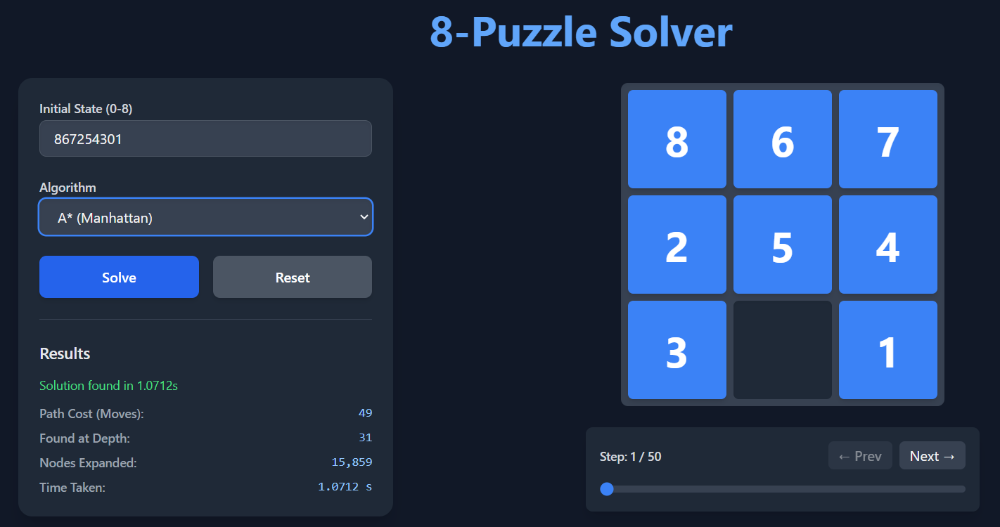 8-Puzzle Solver
Initial State (0-8)
867254301
Algorithm
A* (Manhattan)
Solve
Reset
Results
Solution found in 1.0712s
Path Cost (Moves): 49
Found at Depth: 31
Nodes Expanded: 15,859
Time Taken: 1.0712 s
8 6 7
2 5 4
3 1
Step: 1 / 50
← Prev
Next →